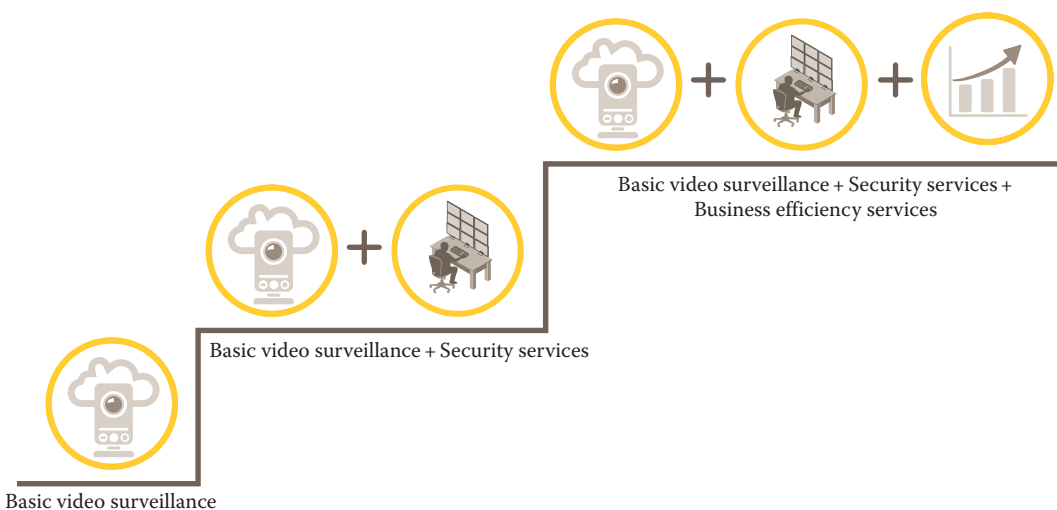 Basic video surveillance + Security services +
Business efficiency services
Basic video surveillance + Security services
Basic video surveillance